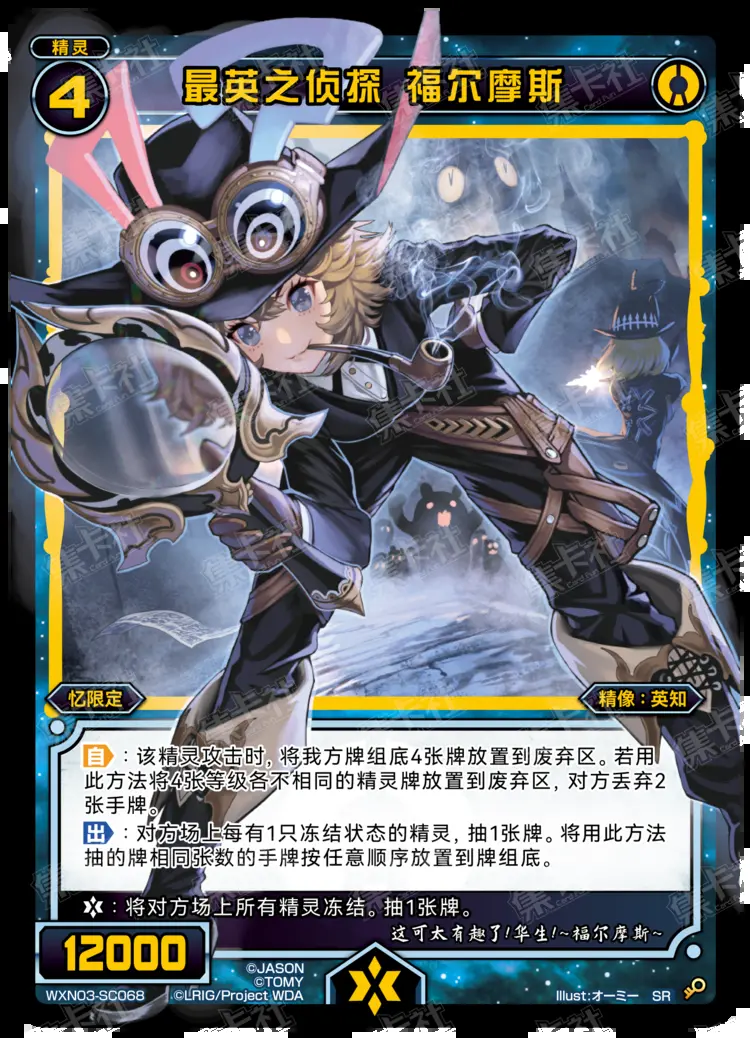 精灵
4
最英之侦探 福尔摩斯
忆限定
精像：英知
自：该精灵攻击时，将我方牌组底4张牌放置到废弃区。若用
此方法将4张等级各不相同的精灵牌放置到废弃区，对方丢弃2
张手牌。
出：对方场上每有1只冻结状态的精灵，抽1张牌。将用此方法
抽的牌相同张数的手牌按任意顺序放置到牌组底。
：将对方场上所有精灵冻结。抽1张牌。
这可太有趣了!华生!~福尔摩斯~
12000
©JASON
©TOMY
WXN03-SC068 ©LRIG/Project WDA
Illust:オーミー SR
集卡社